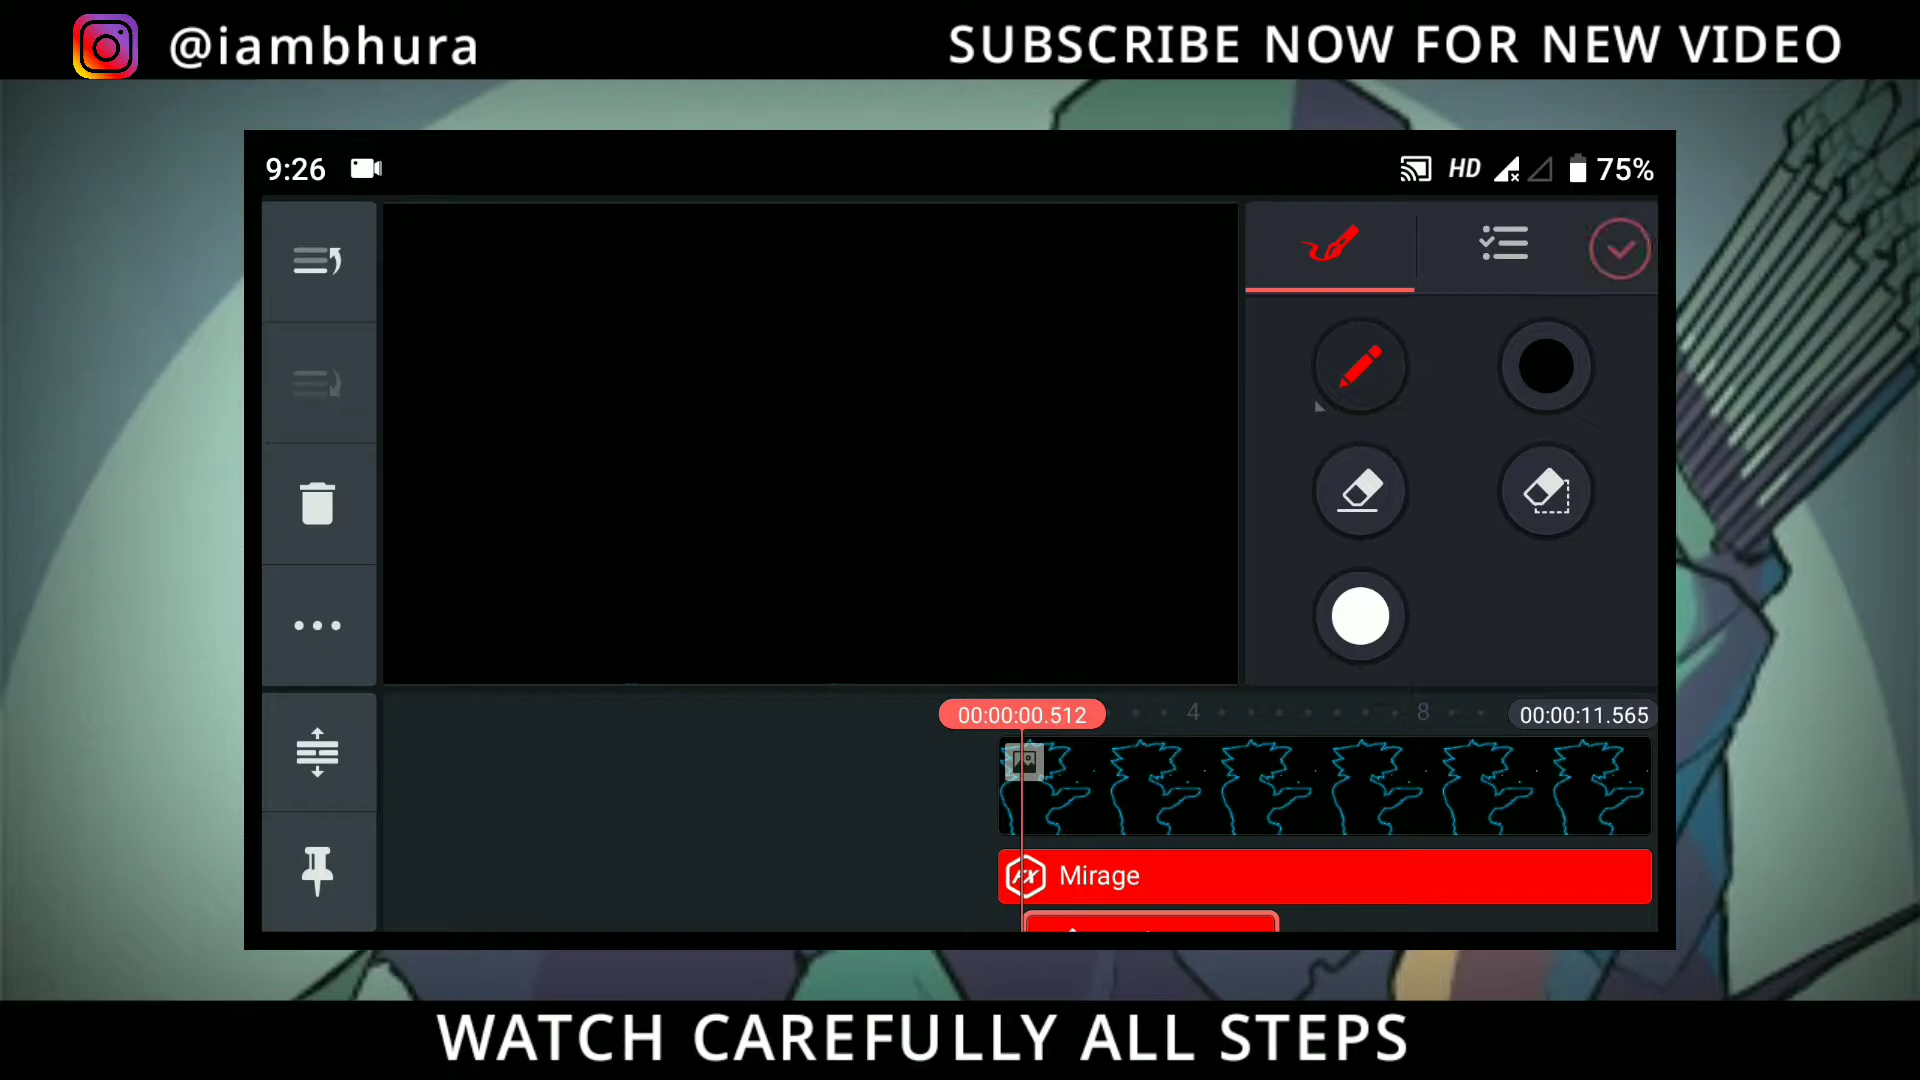 @iambhura
SUBSCRIBE NOW FOR NEW VIDEO
9:26
HD
75%
00:00:00.512
4
8
00:00:11.565
FX
Mirage
WATCH CAREFULLY ALL STEPS